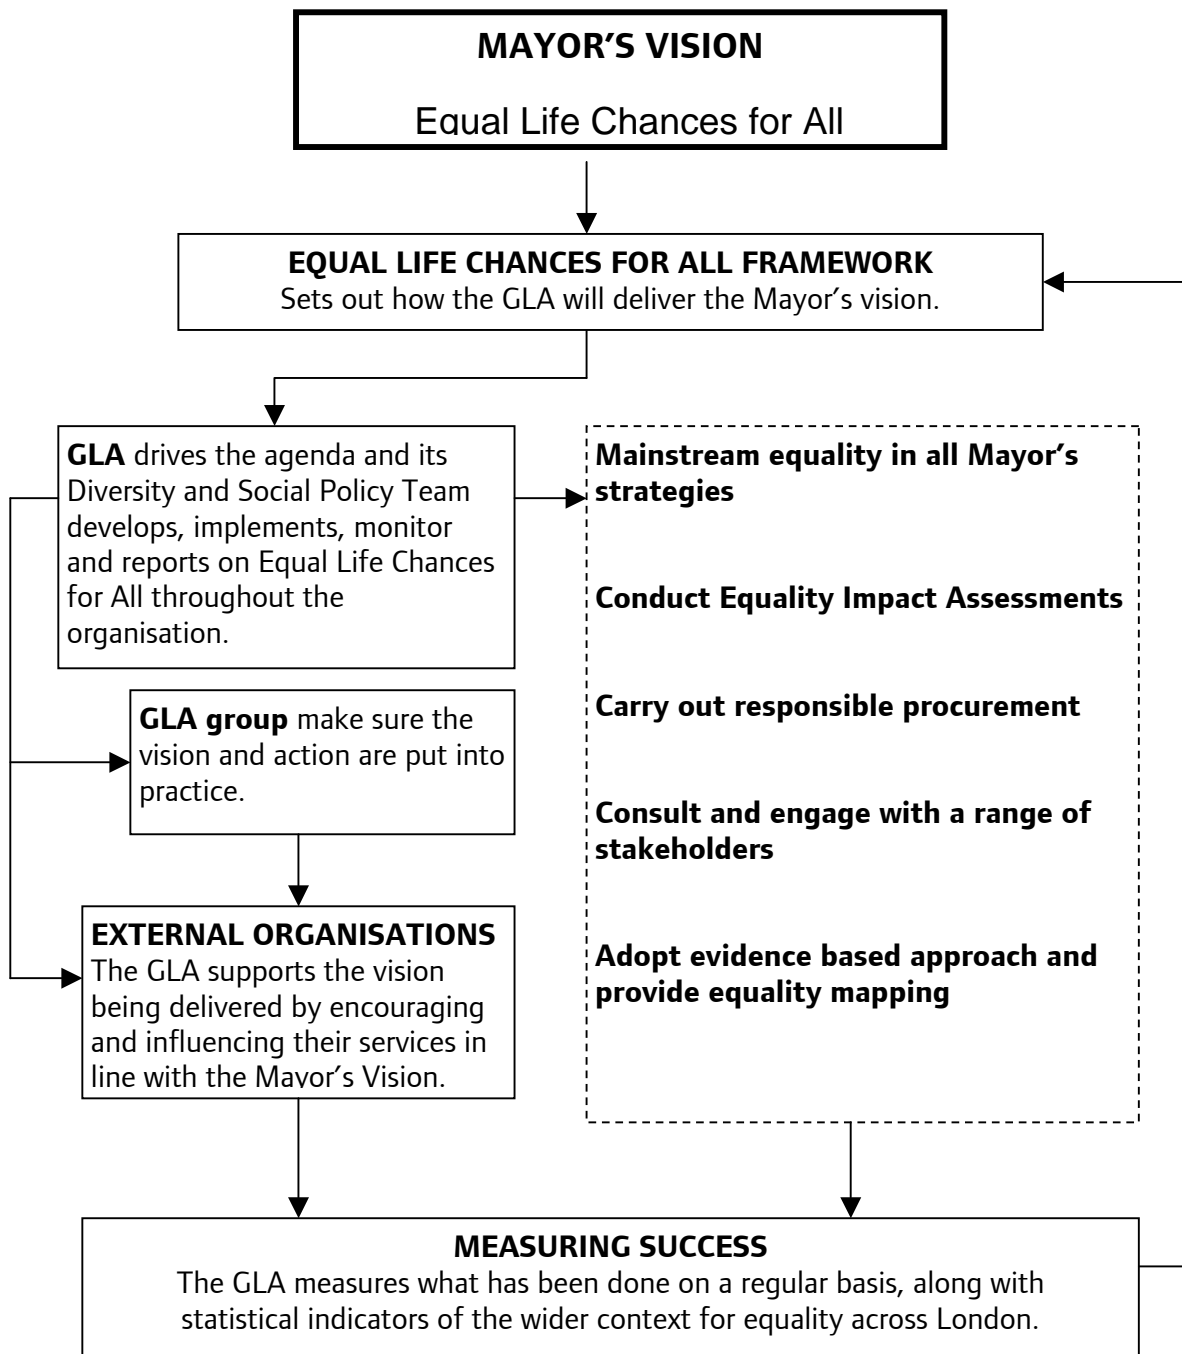 MAYOR’S VISION
Equal Life Chances for All
EQUAL LIFE CHANCES FOR ALL FRAMEWORK
Sets out how the GLA will deliver the Mayor’s vision.
GLA drives the agenda and its
Diversity and Social Policy Team
develops, implements, monitor
and reports on Equal Life Chances
for All throughout the
organisation.
GLA group make sure the
vision and action are put into
practice.
EXTERNAL ORGANISATIONS
The GLA supports the vision
being delivered by encouraging
and influencing their services in
line with the Mayor’s Vision.
Mainstream equality in all Mayor’s
strategies
Conduct Equality Impact Assessments
Carry out responsible procurement
Consult and engage with a range of
stakeholders
Adopt evidence based approach and
provide equality mapping
MEASURING SUCCESS
The GLA measures what has been done on a regular basis, along with
statistical indicators of the wider context for equality across London.